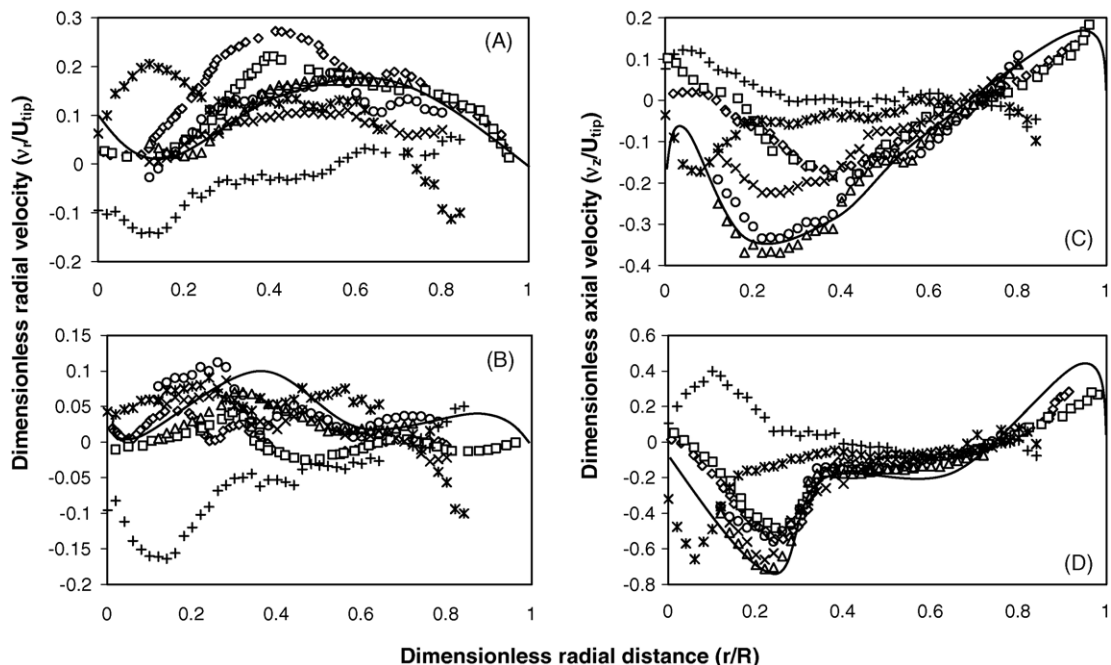 0.3
0.2
0.1
0
-0.1
-0.2
0 0.2 0.4 0.6 0.8 1
(A)
0.2
0.1
0
-0.1
-0.2
-0.3
-0.4
0 0.2 0.4 0.6 0.8 1
(C)
0.15
0.1
0.05
0
-0.05
-0.1
-0.15
-0.2
0 0.2 0.4 0.6 0.8 1
(B)
0.6
0.4
0.2
0
-0.2
-0.4
-0.6
-0.8
0 0.2 0.4 0.6 0.8 1
(D)
Dimensionless radial velocity (vr/Utip)
Dimensionless axial velocity (vz/Utip)
Dimensionless radial distance (r/R)